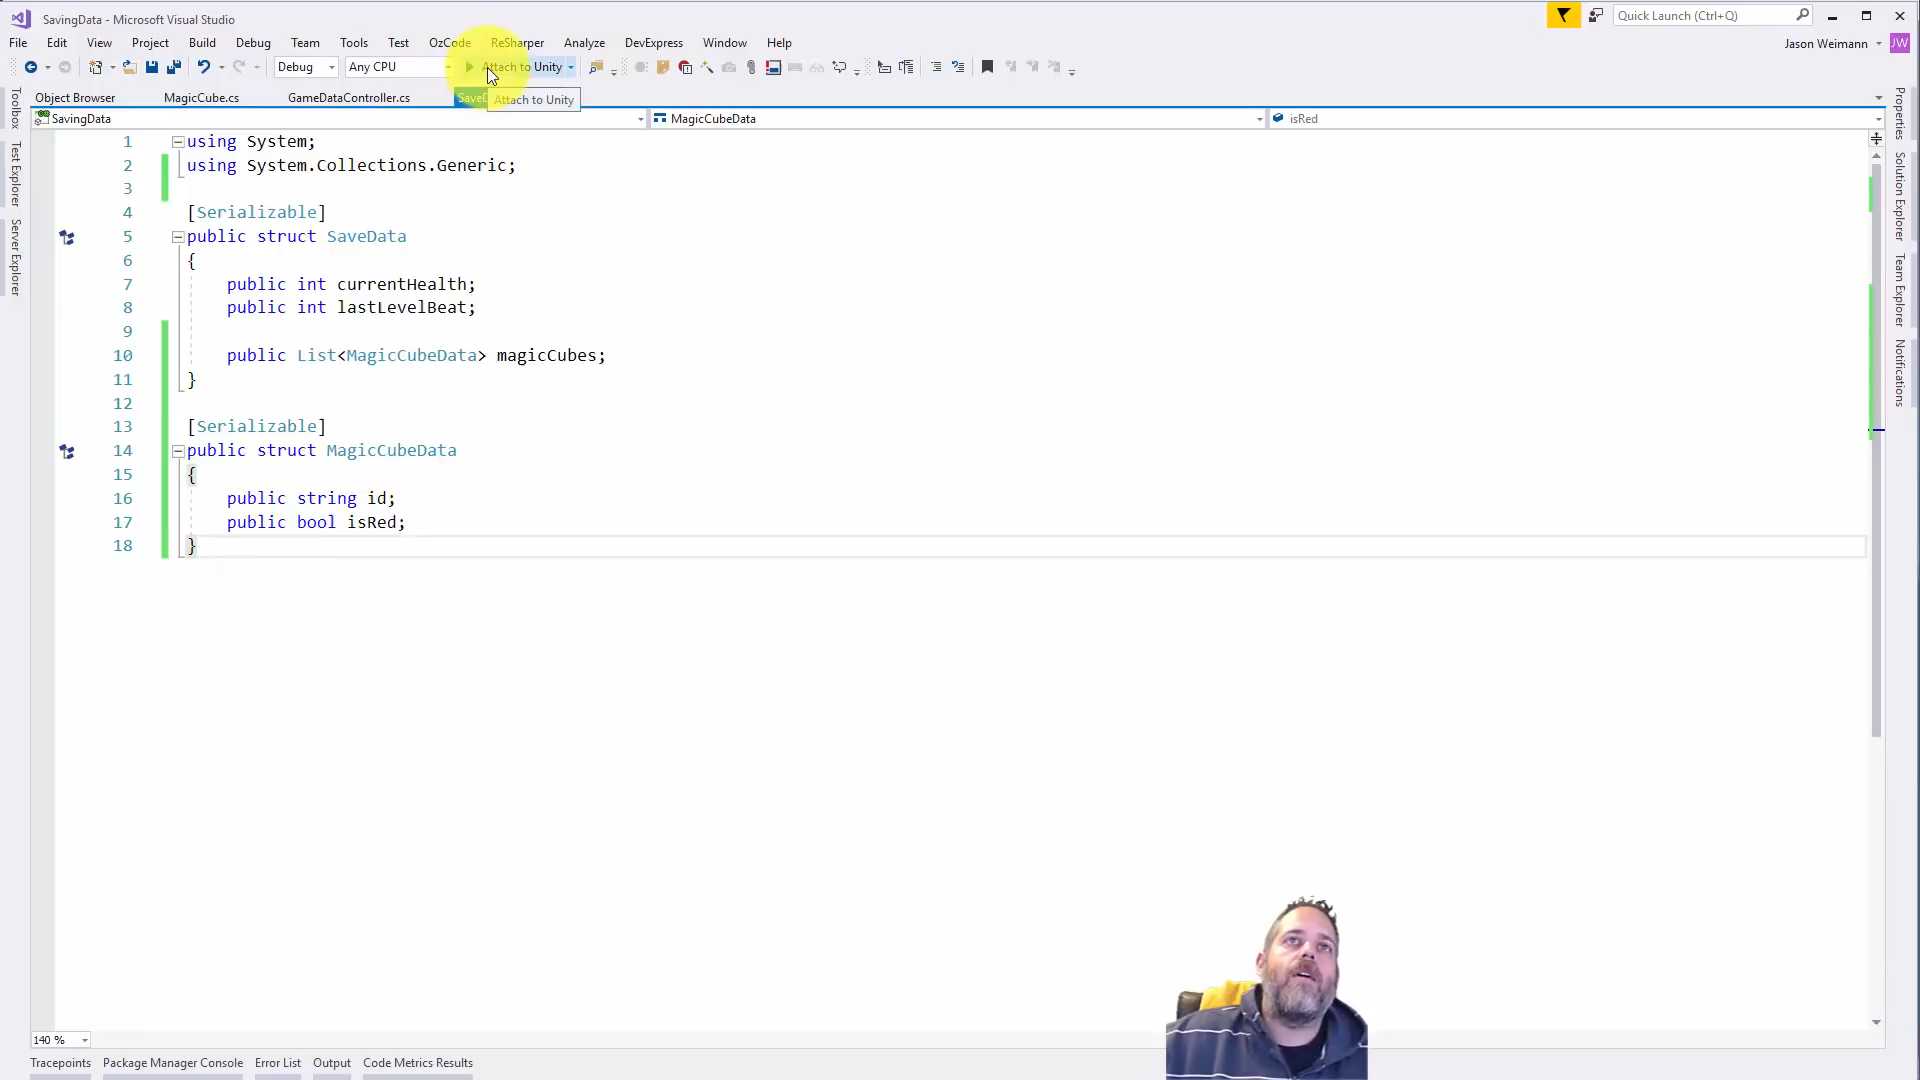 SavingData - Microsoft Visual Studio
Quick Launch (Ctrl+Q)
File Edit View Project Build Debug Team Tools Test OzCode ReSharper Analyze DevExpress Window Help
Jason Weimann JW
Debug Any CPU Attach to Unity
Object Browser MagicCube.cs GameDataController.cs
Attach to Unity
SavingData MagicCubeData isRed
1 using System;
2 using System.Collections.Generic;
3
4 [Serializable]
5 public struct SaveData
6 {
7 public int currentHealth;
8 public int lastLevelBeat;
9
10 public List<MagicCubeData> magicCubes;
11 }
12
13 [Serializable]
14 public struct MagicCubeData
15 {
16 public string id;
17 public bool isRed;
18 }
Toolbox
Test Explorer
Server Explorer
Properties
Solution Explorer
Team Explorer
Notifications
140 %
Tracepoints Package Manager Console Error List Output Code Metrics Results